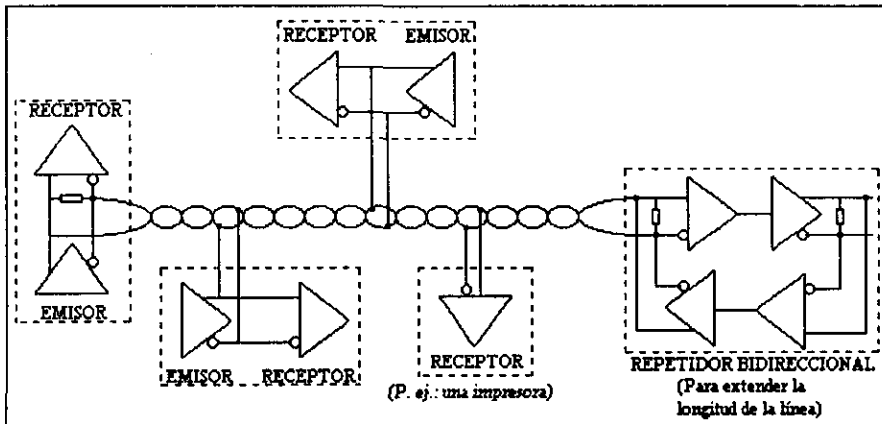 RECEPTOR EMISOR
RECEPTOR
EMISOR
EMISOR RECEPTOR
RECEPTOR
(P. ej.: una impresora)
REPETIDOR BIDIRECCIONAL
(Para extender la
longitud de la línea)